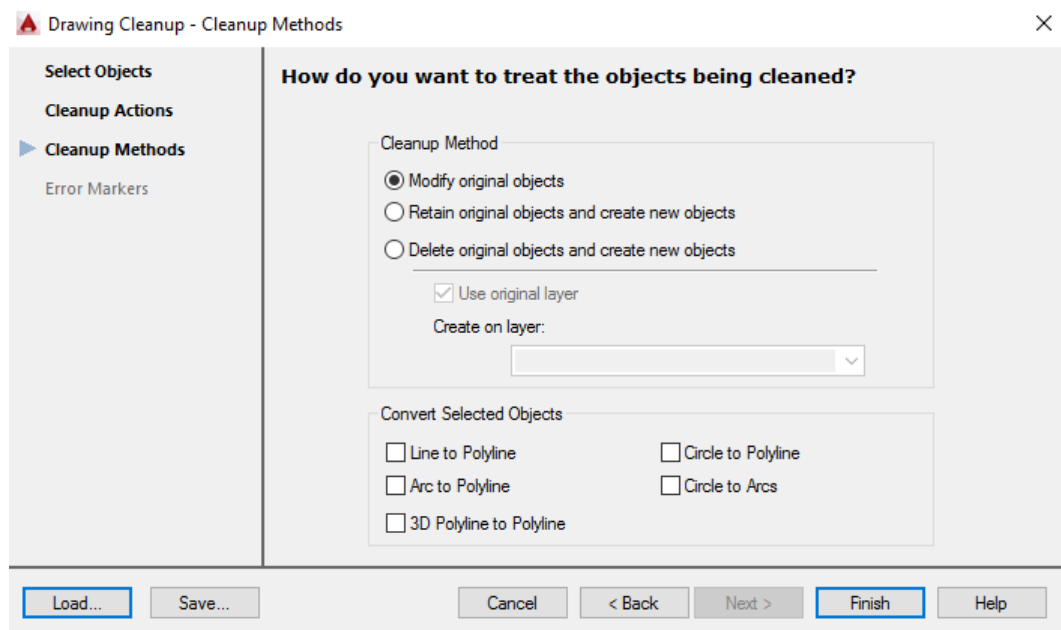 Drawing Cleanup - Cleanup Methods
Select Objects
Cleanup Actions
Cleanup Methods
Error Markers
How do you want to treat the objects being cleaned?
Cleanup Method
Modify original objects
Retain original objects and create new objects
Delete original objects and create new objects
Use original layer
Create on layer:
Convert Selected Objects
Line to Polyline
Circle to Polyline
Arc to Polyline
Circle to Arcs
3D Polyline to Polyline
Load... Save... Cancel < Back Next > Finish Help